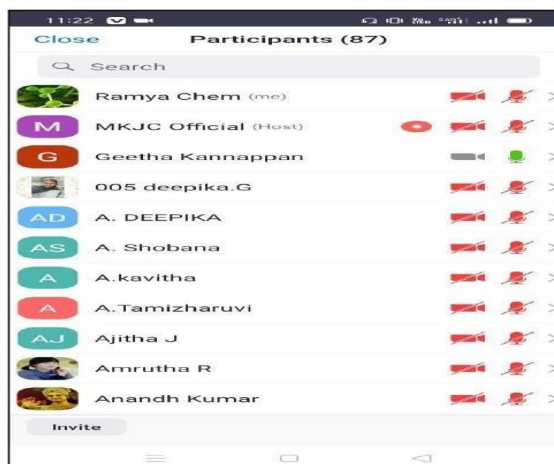 11:22
Close Participants (87)
Search
Ramya Chem (me)
M MKJC Official (Host)
G Geetha Kannappan
005 deepika.G
AD A. DEEPIKA
AS A. Shobana
A A.kavitha
A A.Tamizharuvi
AJ Ajitha J
Amrutha R
Anandh Kumar
Invite